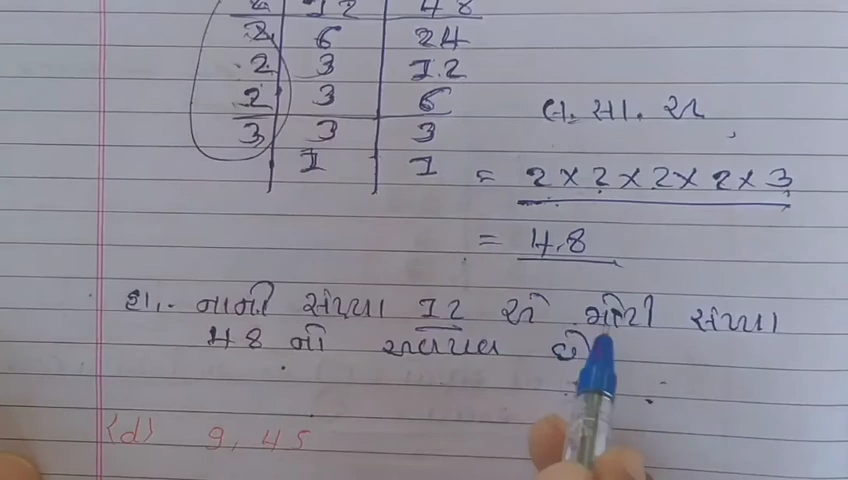 2 12 48
2 6 24
2 3 12
2 3 6
3 3 3
1 1
લ. સા. અ
= 2 x 2 x 2 x 2 x 3
= 48
હા. નાની સંખ્યા 12 એ મોટી સંખ્યા
48 નો અવયવ છે
(d) 9, 45